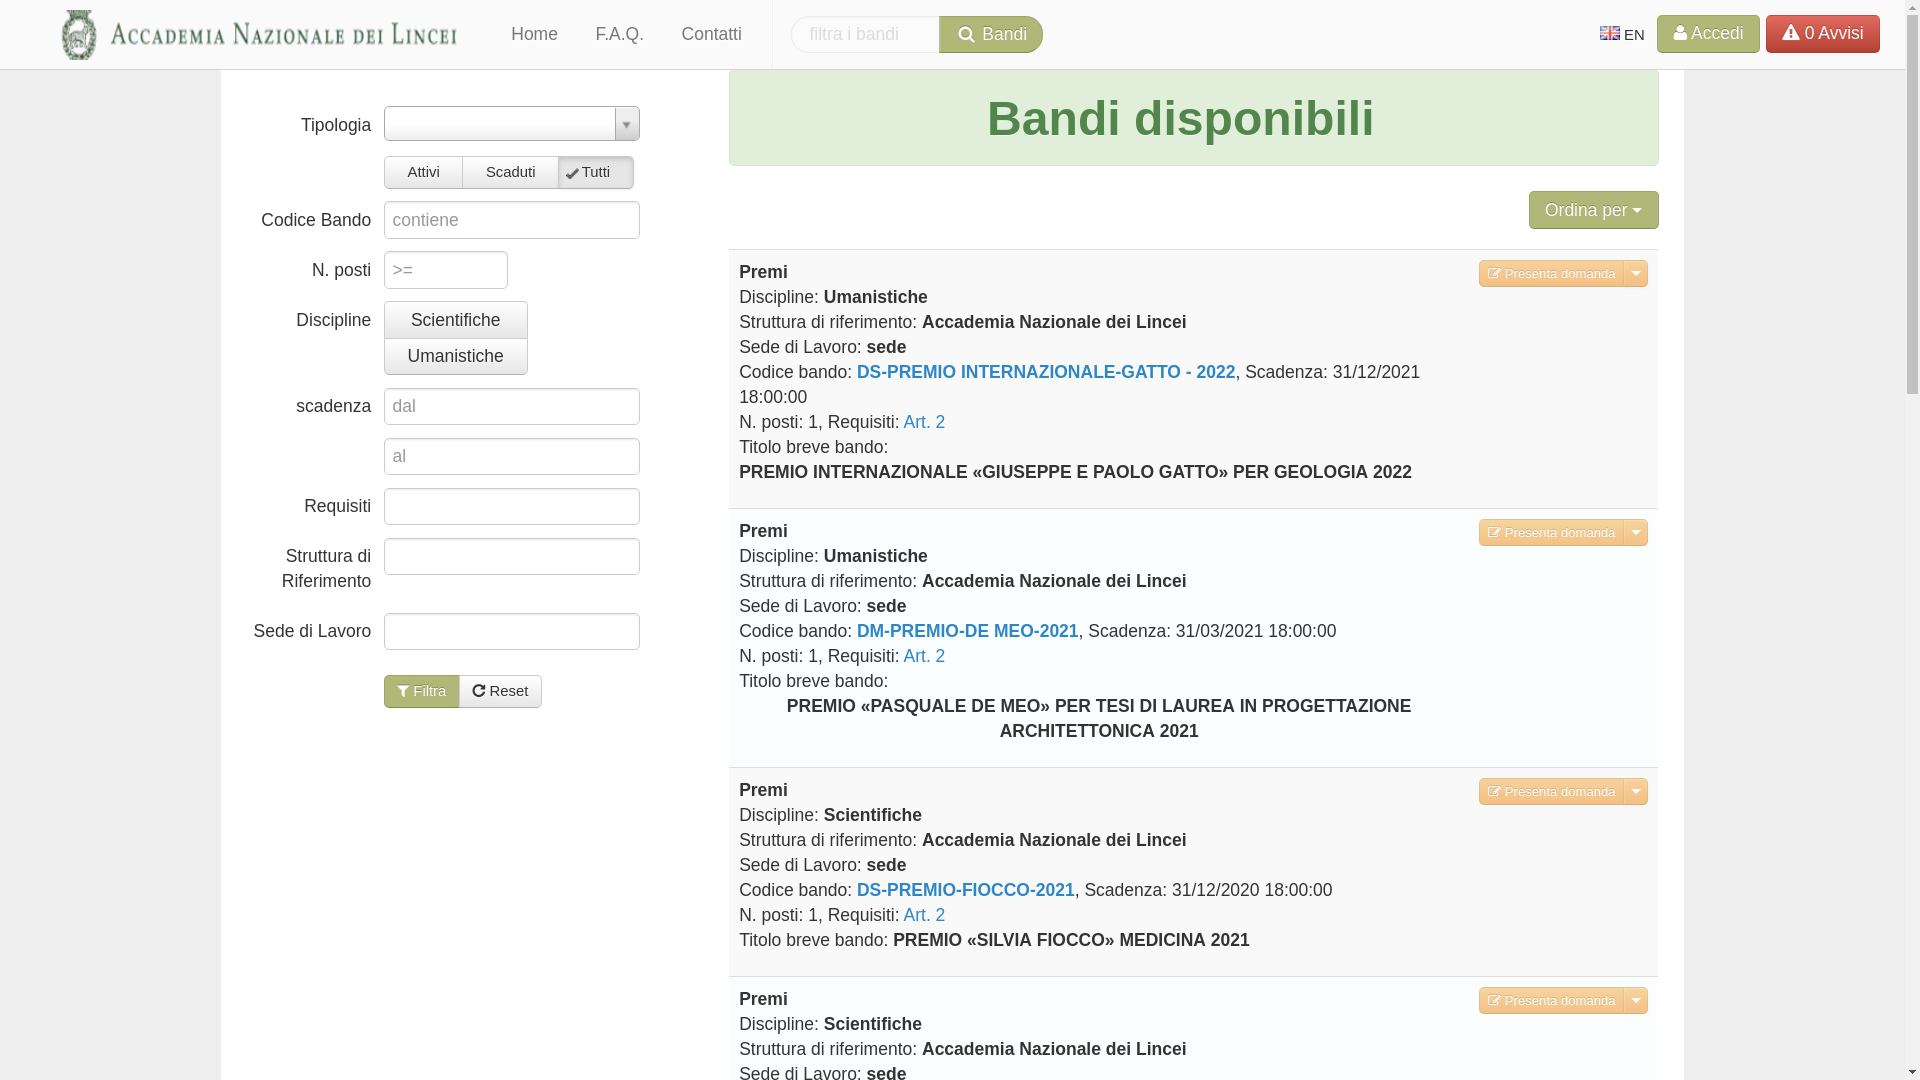 Accademia Nazionale dei Lincei
Home
F.A.Q.
Contatti
filtra i bandi
Bandi
EN
Accedi
0 Avvisi
Tipologia
Attivi
Scaduti
Tutti
Codice Bando
contiene
N. posti
>=
Discipline
Scientifiche
Umanistiche
scadenza
dal
al
Requisiti
Struttura di
Riferimento
Sede di Lavoro
Filtra
Reset
Bandi disponibili
Ordina per
Premi
Presenta domanda
Discipline: Umanistiche
Struttura di riferimento: Accademia Nazionale dei Lincei
Sede di Lavoro: sede
Codice bando: DS-PREMIO INTERNAZIONALE-GATTO - 2022, Scadenza: 31/12/2021
18:00:00
N. posti: 1, Requisiti: Art. 2
Titolo breve bando:
PREMIO INTERNAZIONALE «GIUSEPPE E PAOLO GATTO» PER GEOLOGIA 2022
Premi
Presenta domanda
Discipline: Umanistiche
Struttura di riferimento: Accademia Nazionale dei Lincei
Sede di Lavoro: sede
Codice bando: DM-PREMIO-DE MEO-2021, Scadenza: 31/03/2021 18:00:00
N. posti: 1, Requisiti: Art. 2
Titolo breve bando:
PREMIO «PASQUALE DE MEO» PER TESI DI LAUREA IN PROGETTAZIONE
ARCHITETTONICA 2021
Premi
Presenta domanda
Discipline: Scientifiche
Struttura di riferimento: Accademia Nazionale dei Lincei
Sede di Lavoro: sede
Codice bando: DS-PREMIO-FIOCCO-2021, Scadenza: 31/12/2020 18:00:00
N. posti: 1, Requisiti: Art. 2
Titolo breve bando: PREMIO «SILVIA FIOCCO» MEDICINA 2021
Premi
Presenta domanda
Discipline: Scientifiche
Struttura di riferimento: Accademia Nazionale dei Lincei
Sede di Lavoro: sede